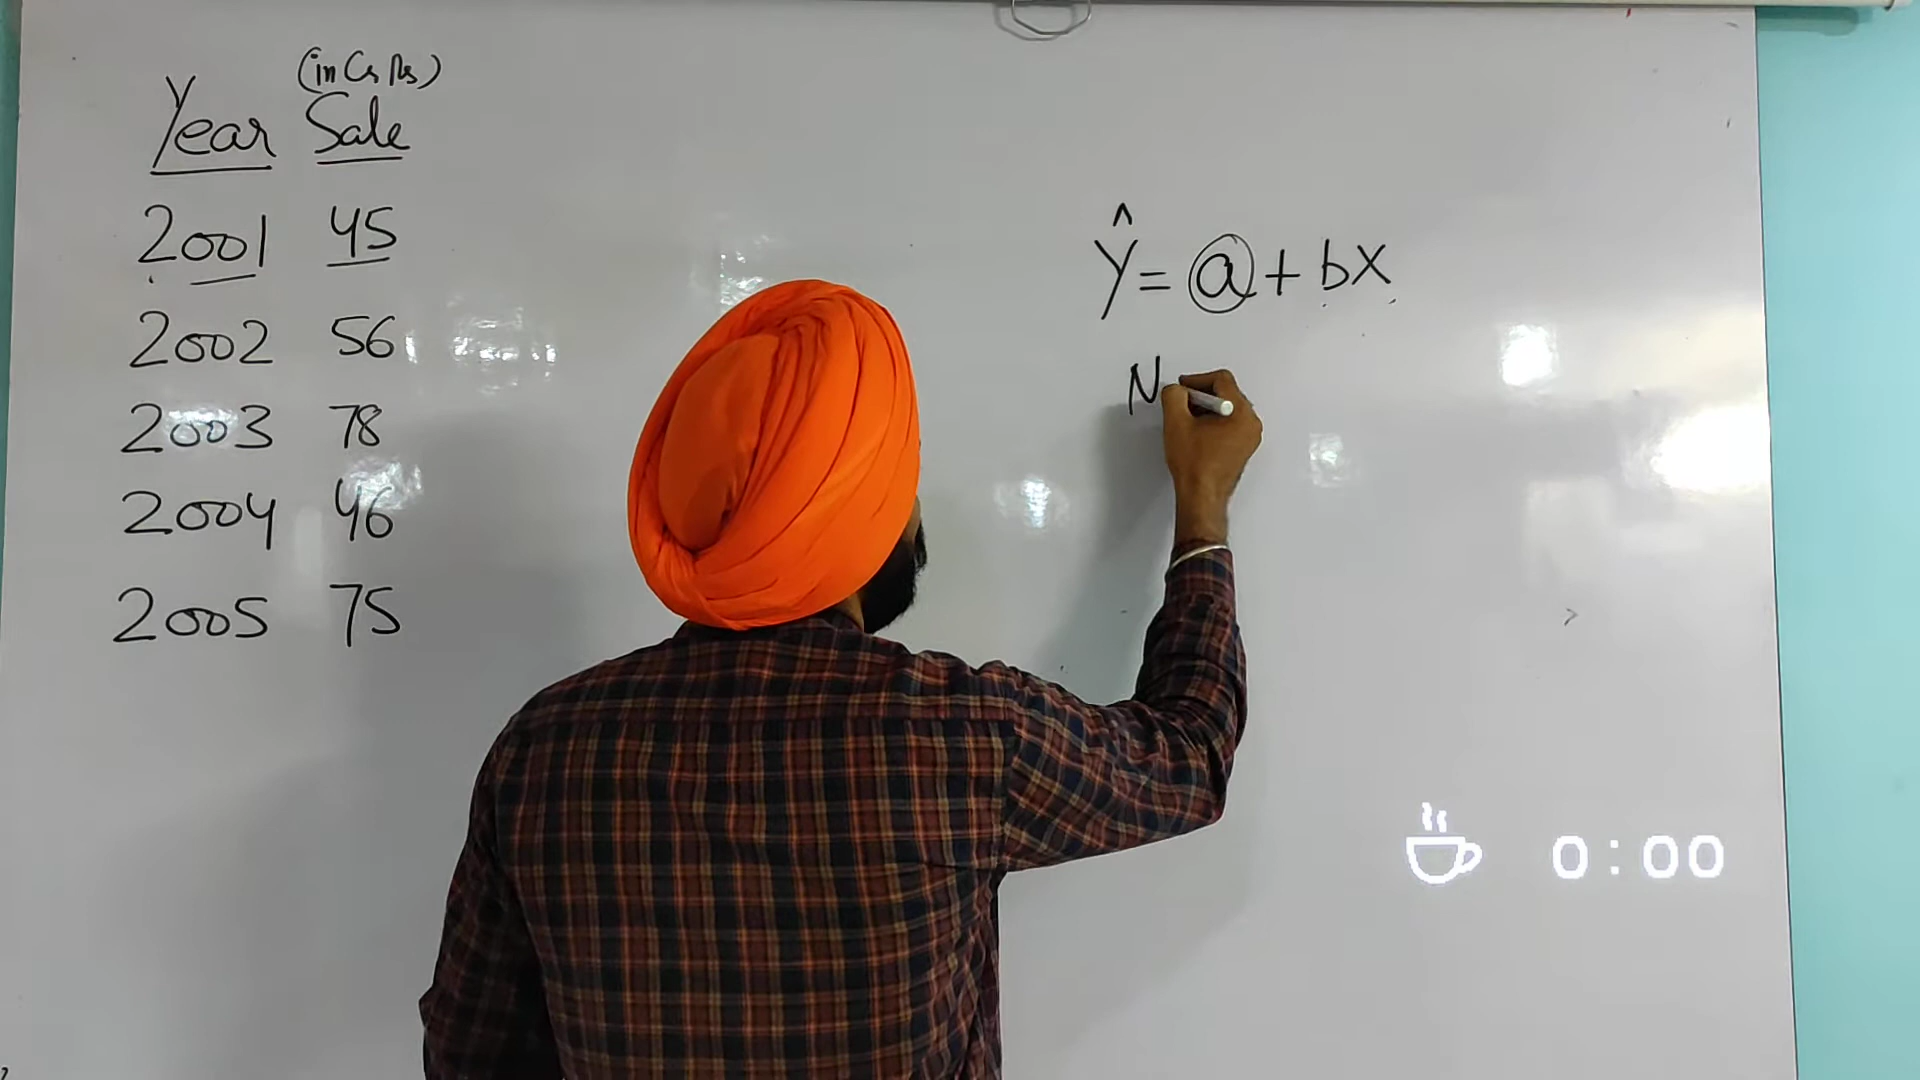 (in Cr Rs)
Year Sale
2001 45
2002 56
2003 78
2004 46
2005 75
Ŷ = a + bX
N
0:00